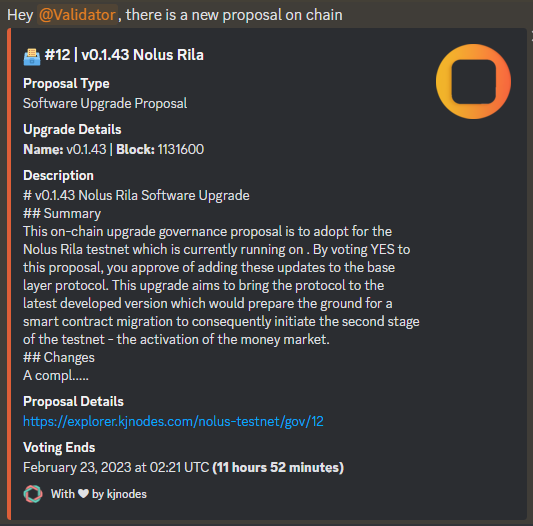 Hey @Validator, there is a new proposal on chain
#12 | v0.1.43 Nolus Rila
Proposal Type
Software Upgrade Proposal
Upgrade Details
Name: v0.1.43 | Block: 1131600
Description
# v0.1.43 Nolus Rila Software Upgrade
## Summary
This on-chain upgrade governance proposal is to adopt for the
Nolus Rila testnet which is currently running on . By voting YES to
this proposal, you approve of adding these updates to the base
layer protocol. This upgrade aims to bring the protocol to the
latest developed version which would prepare the ground for a
smart contract migration to consequently initiate the second stage
of the testnet - the activation of the money market.
## Changes
A compl.....
Proposal Details
https://explorer.kjnodes.com/nolus-testnet/gov/12
Voting Ends
February 23, 2023 at 02:21 UTC (11 hours 52 minutes)
With ❤ by kjnodes